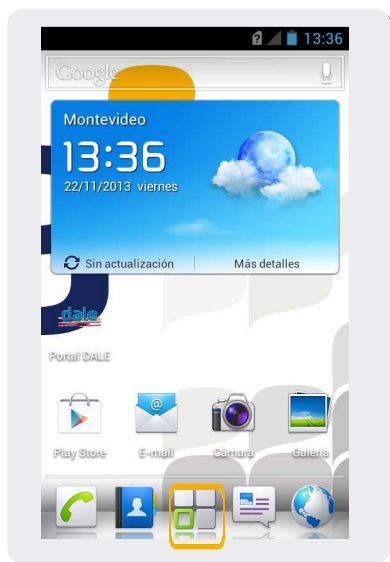 13:36
Google
Montevideo
13:36
22/11/2013 viernes
Sin actualización
Más detalles
dale
Portal DALE
Play Store
E-mail
Cámara
Galería